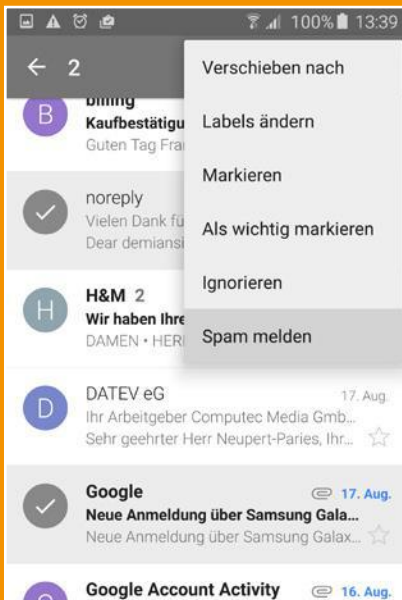 100% 13:39
2
Verschieben nach
Labels ändern
Markieren
Als wichtig markieren
Ignorieren
Spam melden
B
billing
Kaufbestätigu
Guten Tag Fra
noreply
Vielen Dank fü
Dear demiansi
H
H&M 2
Wir haben Ihre
DAMEN • HER
D
DATEV eG 17. Aug.
Ihr Arbeitgeber Computec Media Gmb...
Sehr geehrter Herr Neupert-Paries, Ihr...
Google 17. Aug.
Neue Anmeldung über Samsung Gala...
Neue Anmeldung über Samsung Galax...
Google Account Activity 16. Aug.